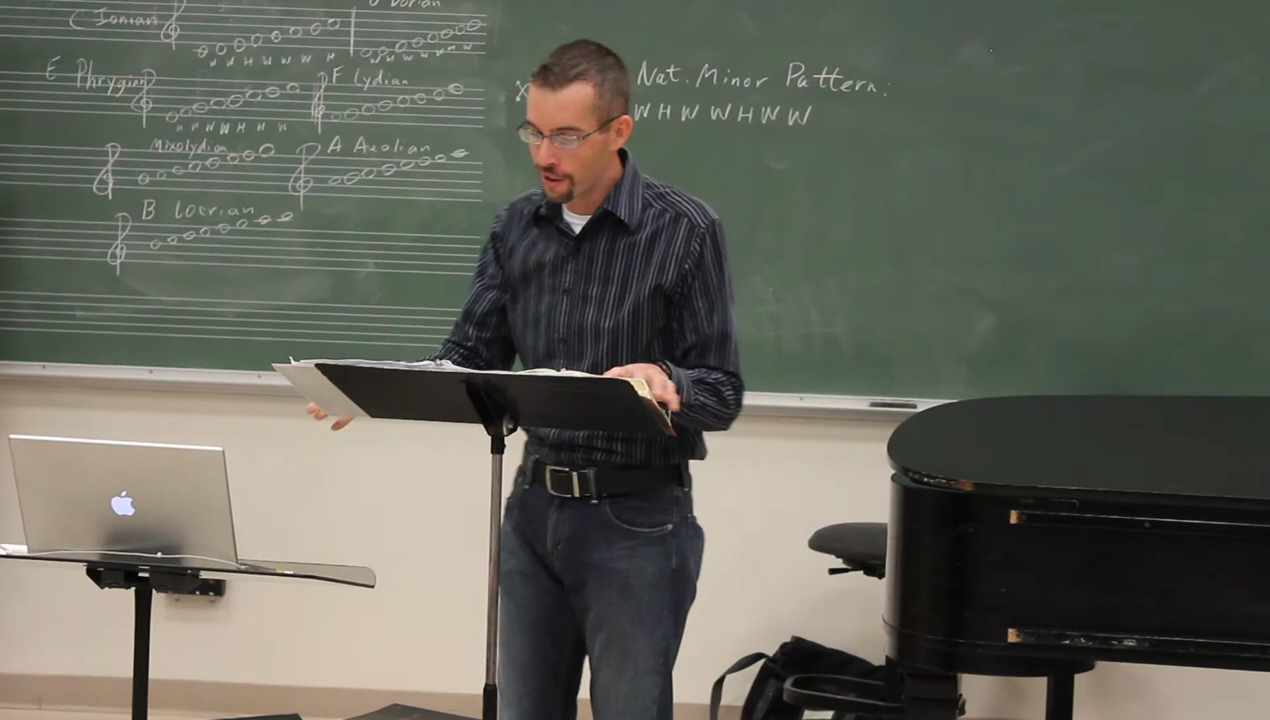 C Ionian
Dorian
W W H W W W H
E Phrygian
F Lydian
H W W W H W W
Mixolydian
A Aeolian
B Locrian
Nat. Minor Pattern:
W H W W H W W